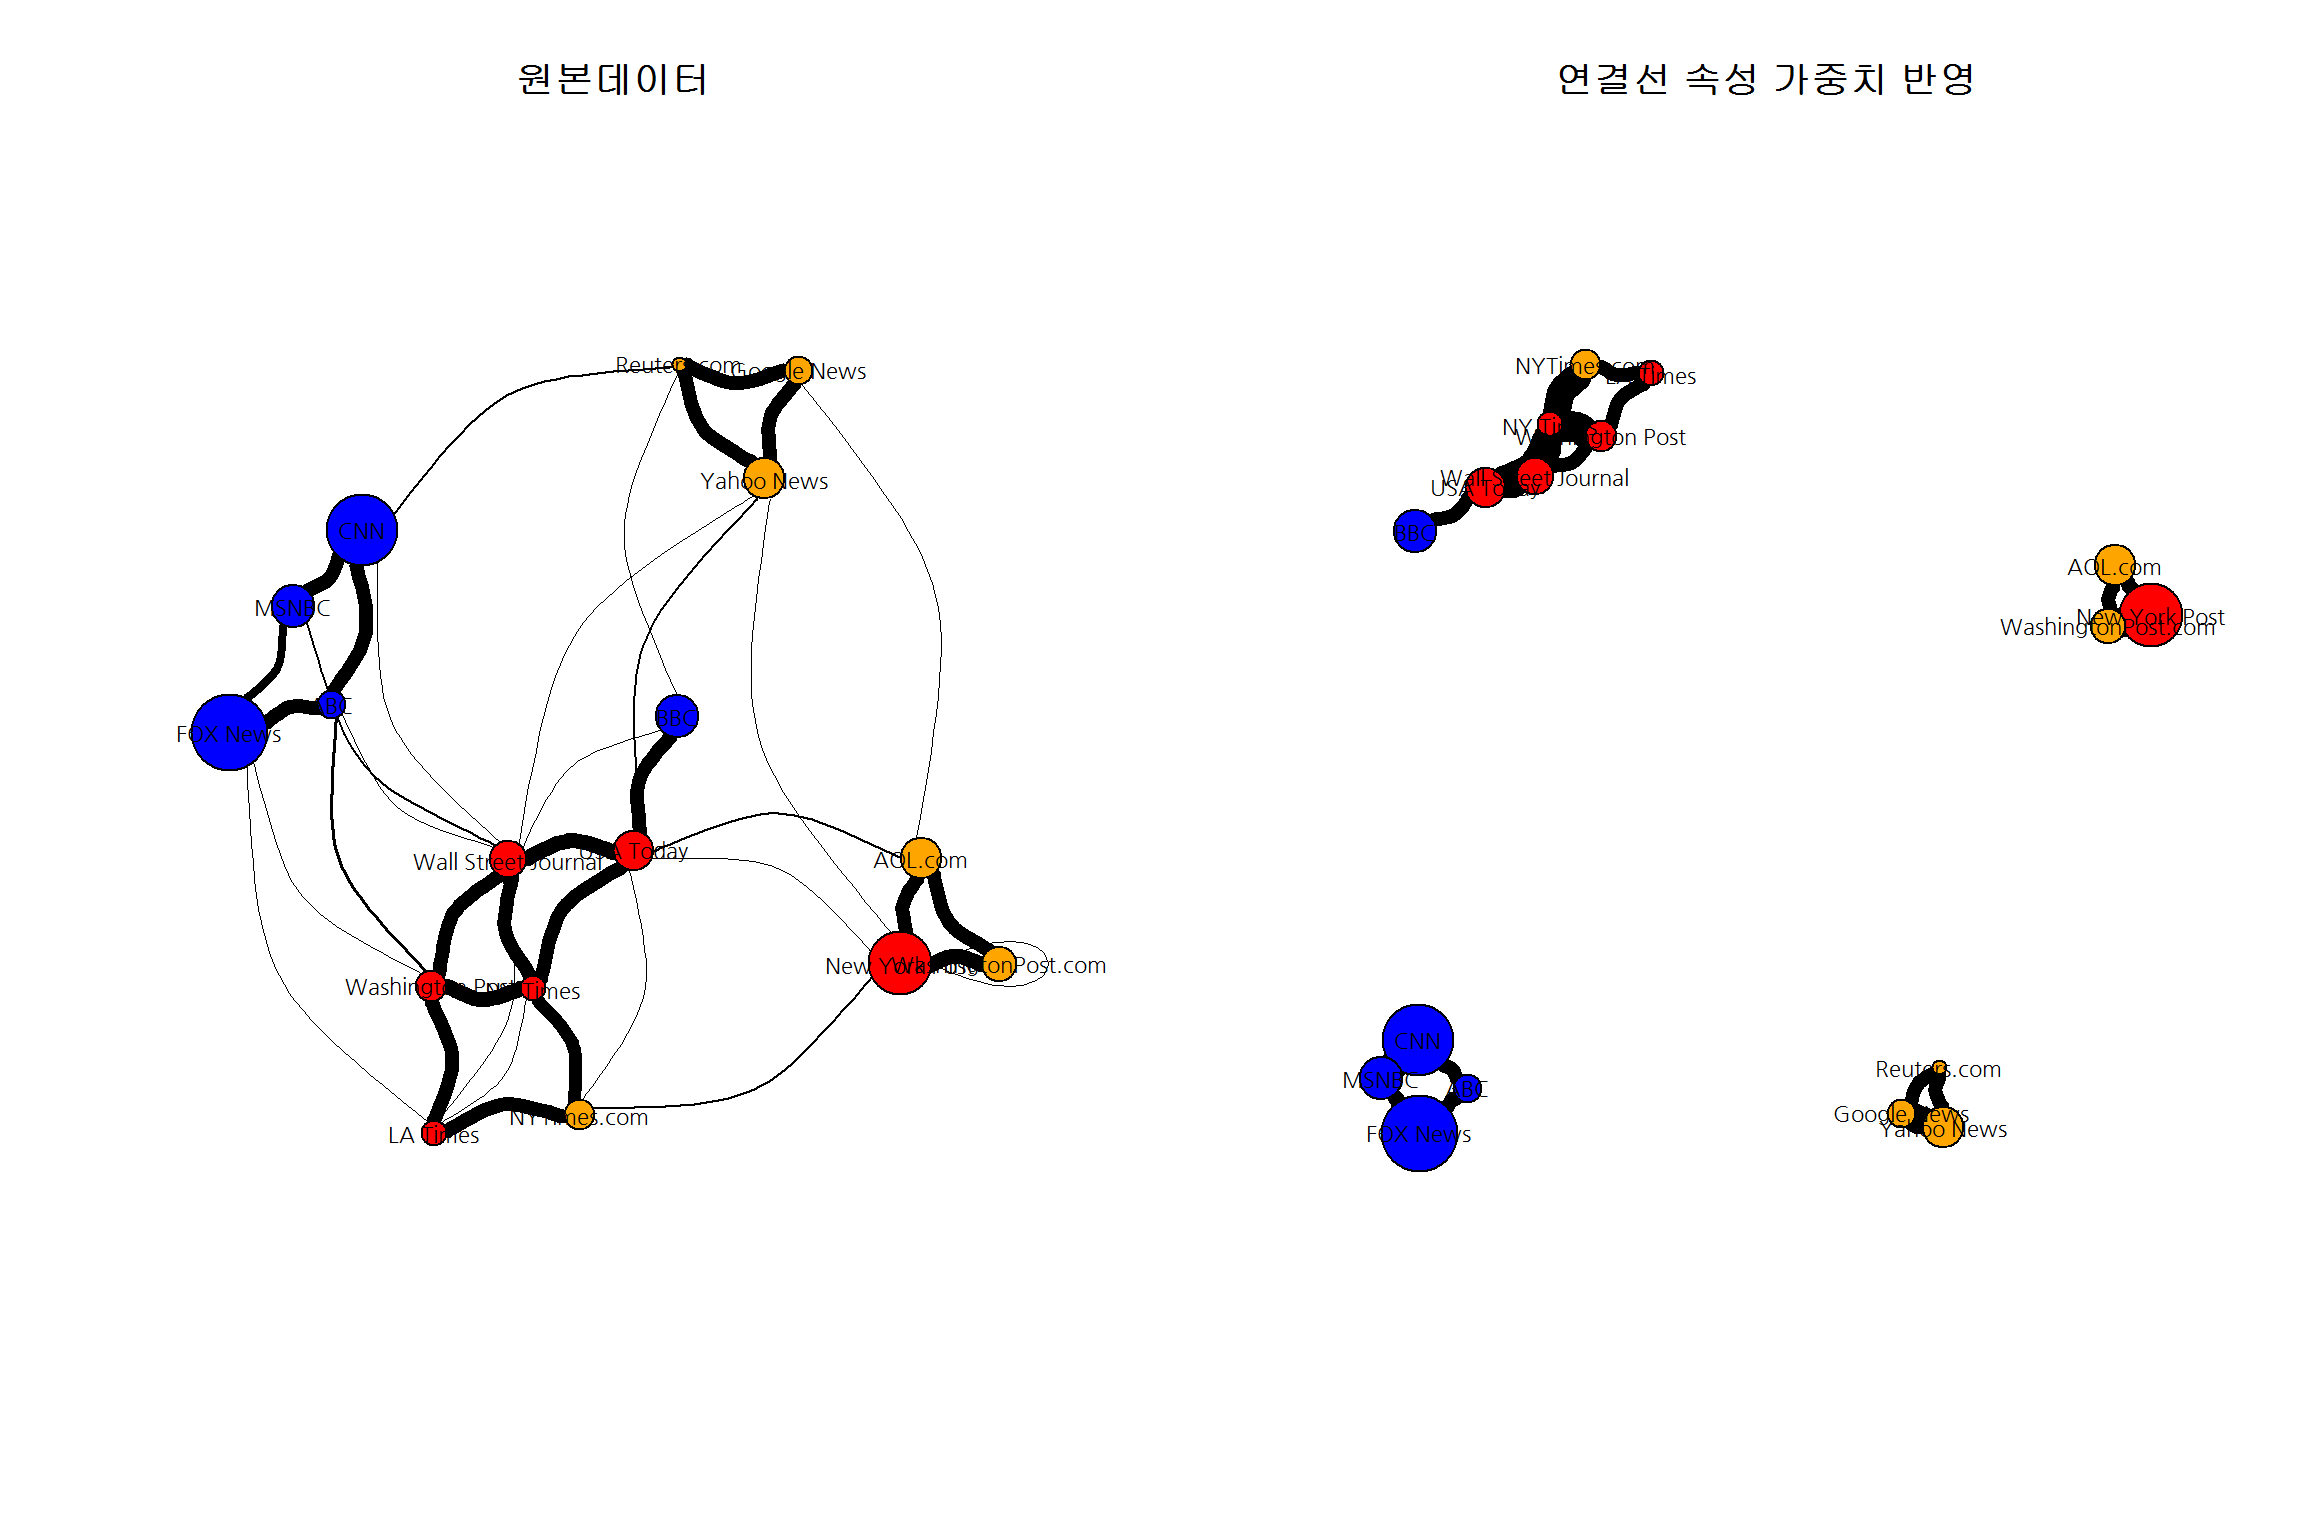 원본데이터
Reuters.com
Google News
Yahoo News
CNN
MSNBC
ABC
BBC
FOX News
Wall Street Journal
USA Today
AOL.com
New York Post
WashingtonPost.com
Washington Post
NY Times
NYTimes.com
LA Times
연결선 속성 가중치 반영
NYTimes.com
LA Times
NY Times
Washington Post
Wall Street Journal
USA Today
BBC
AOL.com
New York Post
WashingtonPost.com
CNN
MSNBC
ABC
FOX News
Reuters.com
Google News
Yahoo News